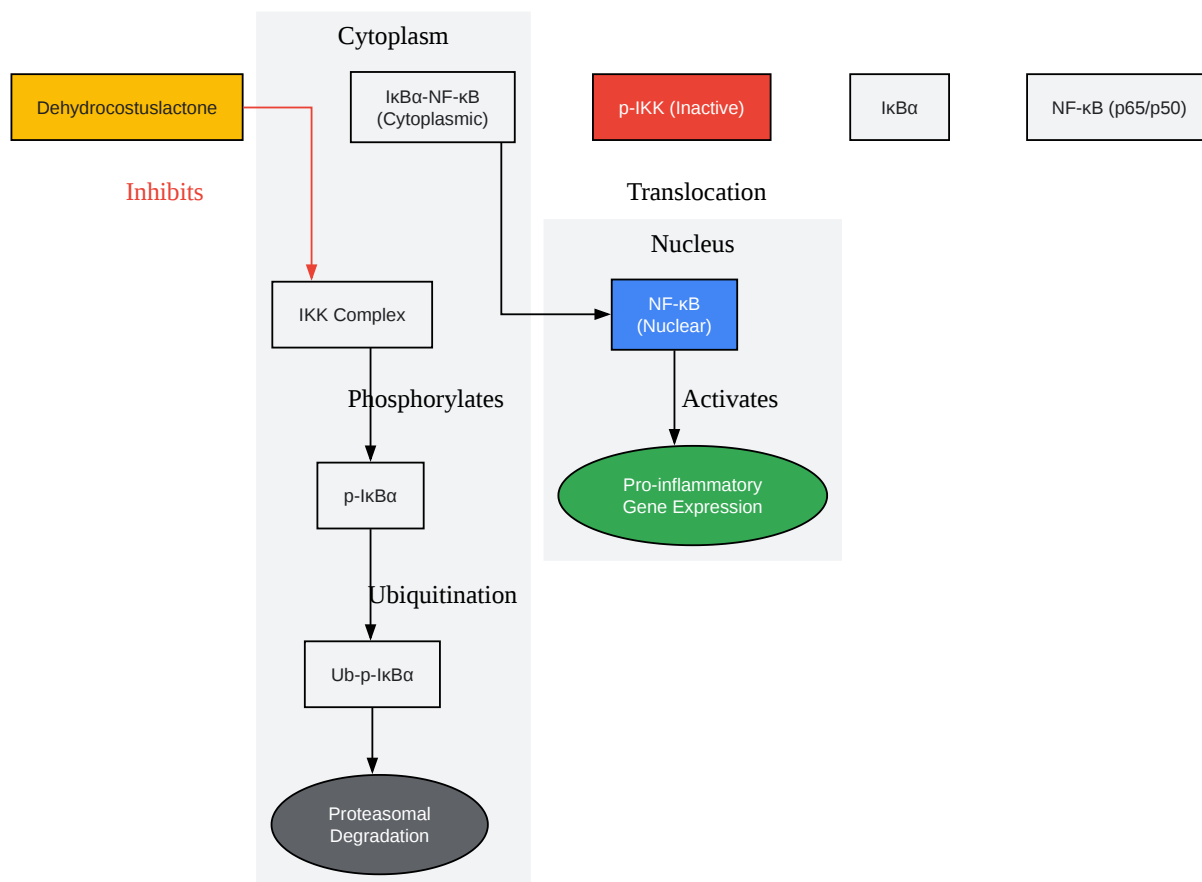 Cytoplasm
Dehydrocostuslactone
IκBα-NF-κB
(Cytoplasmic)
p-IKK (Inactive)
IκBα
NF-κB (p65/p50)
Inhibits
Translocation
Nucleus
IKK Complex
NF-κB
(Nuclear)
Phosphorylates
Activates
p-IκBα
Pro-inflammatory
Gene Expression
Ubiquitination
Ub-p-IκBα
Proteasomal
Degradation